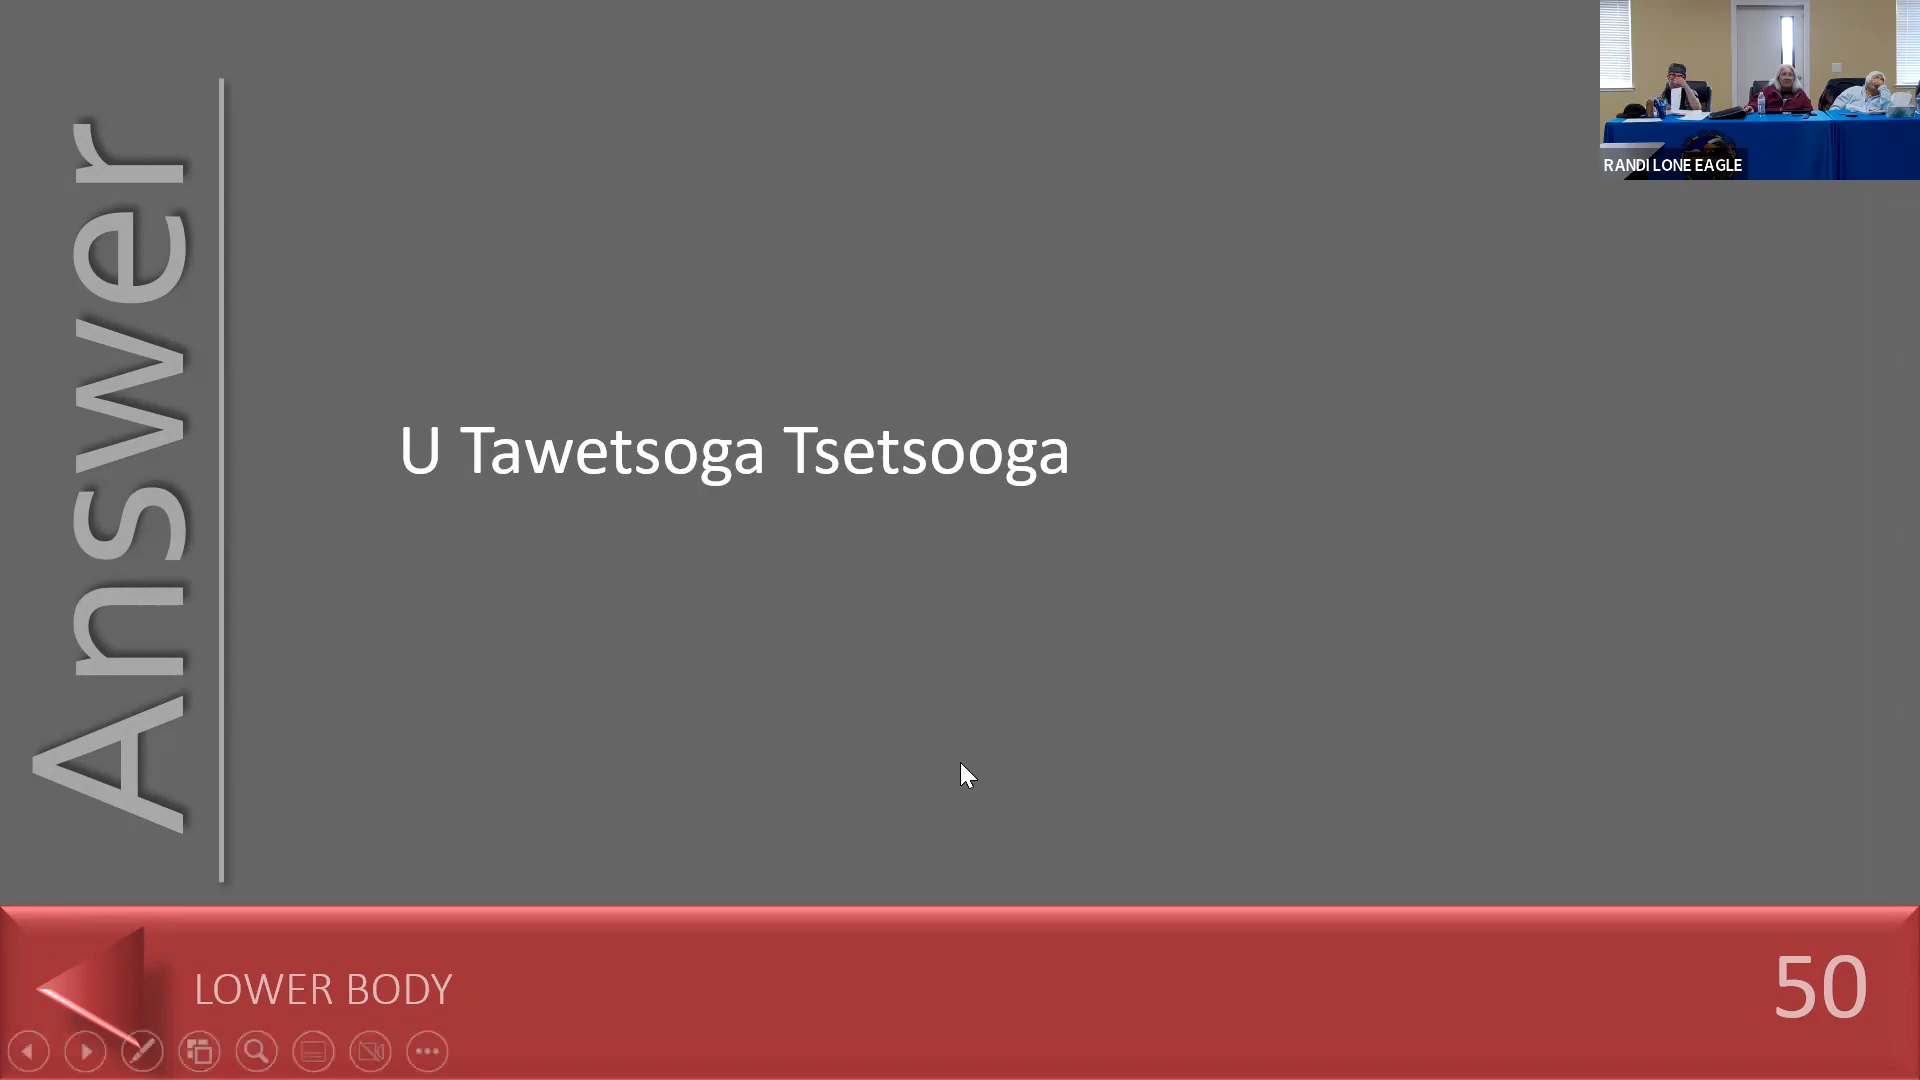 Answer
U Tawetsoga Tsetsooga
RANDI LONE EAGLE
LOWER BODY
50